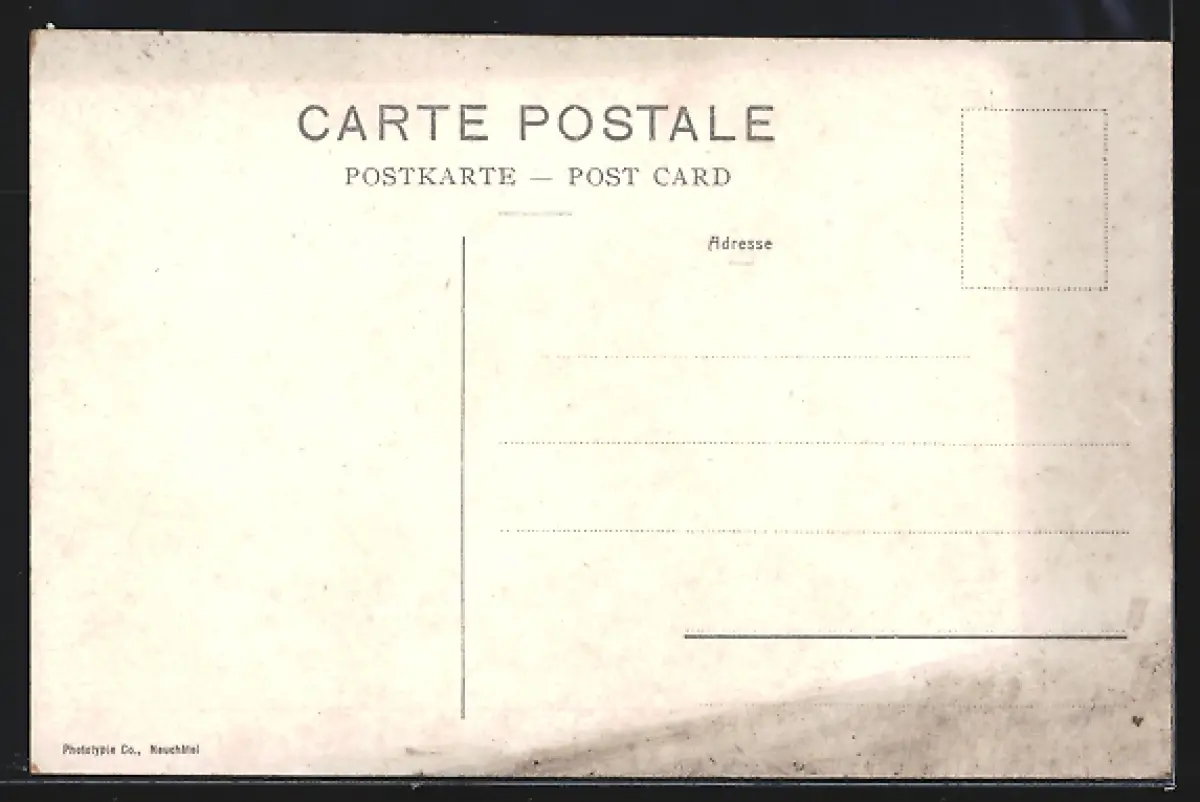 CARTE POSTALE
POSTKARTE — POST CARD
Adresse
Phototypie Co., Neuchâtel